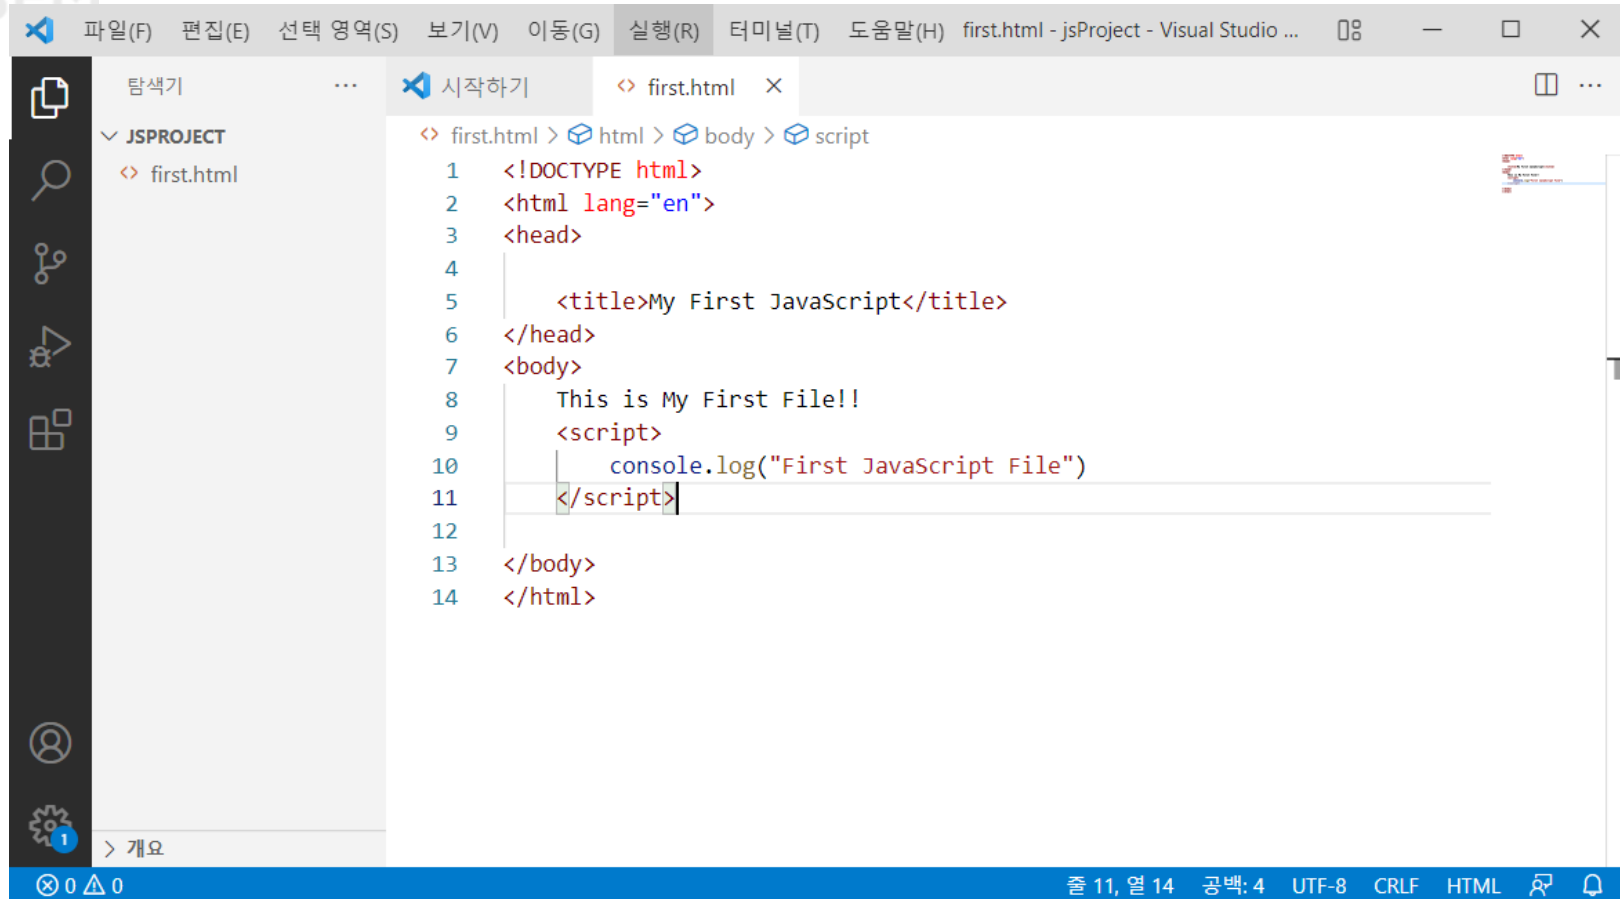 파일(F) 편집(E) 선택 영역(S) 보기(V) 이동(G) 실행(R) 터미널(T) 도움말(H) first.html - jsProject - Visual Studio ...
탐색기 ... 시작하기 <> first.html
JSPROJECT
<> first.html
<> first.html > html > body > script
1 <!DOCTYPE html>
2 <html lang="en">
3 <head>
4
5 <title>My First JavaScript</title>
6 </head>
7 <body>
8 This is My First File!!
9 <script>
10 console.log("First JavaScript File")
11 </script>
12
13 </body>
14 </html>
1
개요
0 0 줄 11, 열 14 공백: 4 UTF-8 CRLF HTML